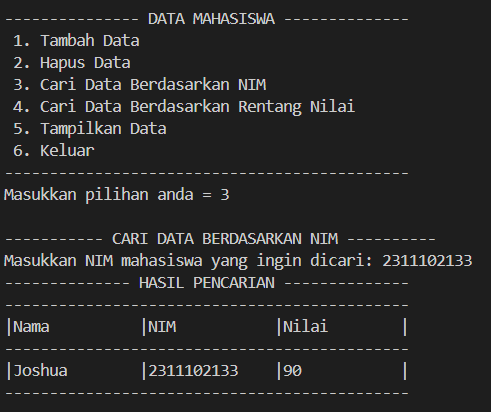 --------------- DATA MAHASISWA --------------
1. Tambah Data
2. Hapus Data
3. Cari Data Berdasarkan NIM
4. Cari Data Berdasarkan Rentang Nilai
5. Tampilkan Data
6. Keluar
---------------------------------------------
Masukkan pilihan anda = 3
----------- CARI DATA BERDASARKAN NIM ----------
Masukkan NIM mahasiswa yang ingin dicari: 2311102133
-------------- HASIL PENCARIAN --------------
---------------------------------------------
|Nama          |NIM           |Nilai        |
---------------------------------------------
|Joshua        |2311102133    |90           |
---------------------------------------------